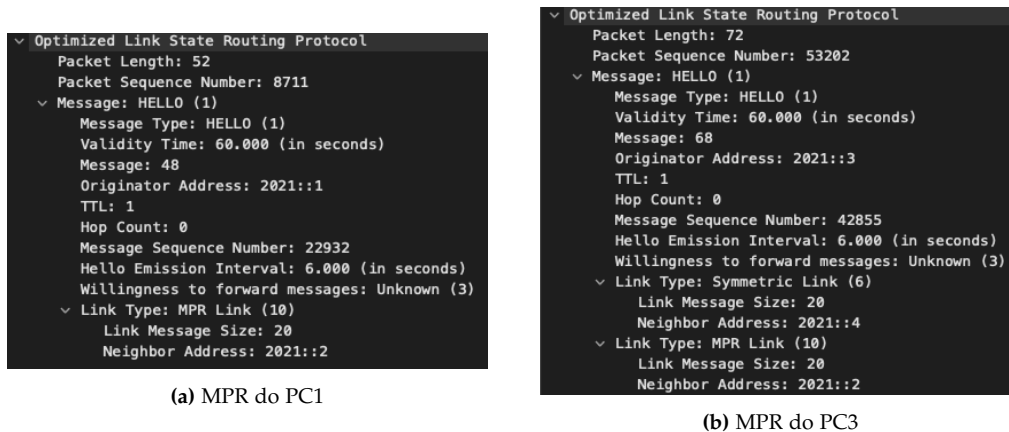 Optimized Link State Routing Protocol
Packet Length: 52
Packet Sequence Number: 8711
Message: HELLO (1)
Message Type: HELLO (1)
Validity Time: 60.000 (in seconds)
Message: 48
Originator Address: 2021::1
TTL: 1
Hop Count: 0
Message Sequence Number: 22932
Hello Emission Interval: 6.000 (in seconds)
Willingness to forward messages: Unknown (3)
Link Type: MPR Link (10)
Link Message Size: 20
Neighbor Address: 2021::2
(a) MPR do PC1
Optimized Link State Routing Protocol
Packet Length: 72
Packet Sequence Number: 53202
Message: HELLO (1)
Message Type: HELLO (1)
Validity Time: 60.000 (in seconds)
Message: 68
Originator Address: 2021::3
TTL: 1
Hop Count: 0
Message Sequence Number: 42855
Hello Emission Interval: 6.000 (in seconds)
Willingness to forward messages: Unknown (3)
Link Type: Symmetric Link (6)
Link Message Size: 20
Neighbor Address: 2021::4
Link Type: MPR Link (10)
Link Message Size: 20
Neighbor Address: 2021::2
(b) MPR do PC3